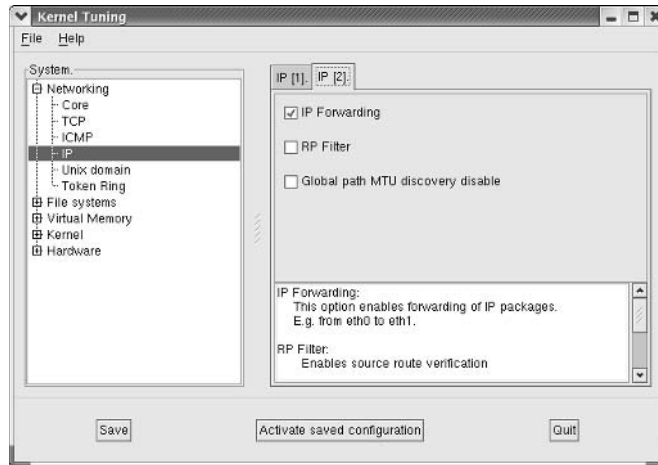 Kernel Tuning
File Help
System.
Networking
Core
TCP
ICMP
IP
Unix domain
Token Ring
File systems
Virtual Memory
Kernel
Hardware
IP [1]. IP [2].
IP Forwarding
RP Filter
Global path MTU discovery disable
IP Forwarding:
This option enables forwarding of IP packages.
E.g. from eth0 to eth1.
RP Filter:
Enables source route verification
Save
Activate saved configuration
Quit